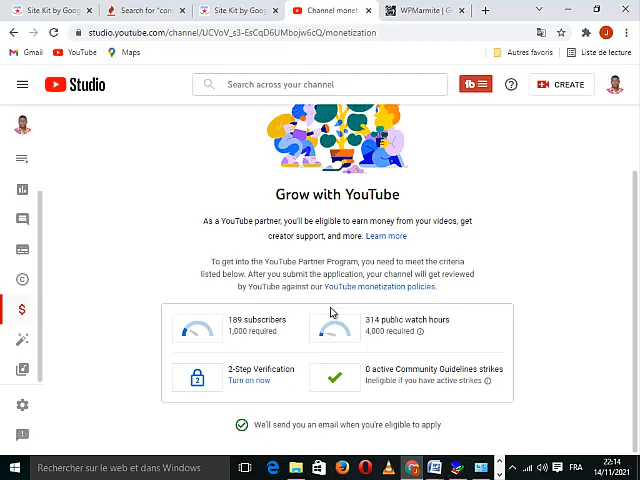 Site Kit by Goog
Search for "com
Site Kit by Goog
Channel monet
WPMarmite | G
studio.youtube.com/channel/UCVoV_s3-EsCqD6UMbojw6cQ/monetization
Gmail YouTube Maps Autres favoris Liste de lecture
Studio Search across your channel tb CREATE
Grow with YouTube
As a YouTube partner, you'll be eligible to earn money from your videos, get
creator support, and more. Learn more
To get into the YouTube Partner Program, you need to meet the criteria
listed below. After you submit the application, your channel will get reviewed
by YouTube against our YouTube monetization policies.
189 subscribers
1,000 required
314 public watch hours
4,000 required
2-Step Verification
Turn on now
0 active Community Guidelines strikes
Ineligible if you have active strikes
We'll send you an email when you're eligible to apply
Rechercher sur le web et dans Windows
FRA
22:14
14/11/2021